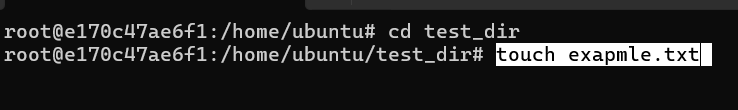 root@e170c47ae6f1:/home/ubuntu# cd test_dir
root@e170c47ae6f1:/home/ubuntu/test_dir# touch exapmle.txt